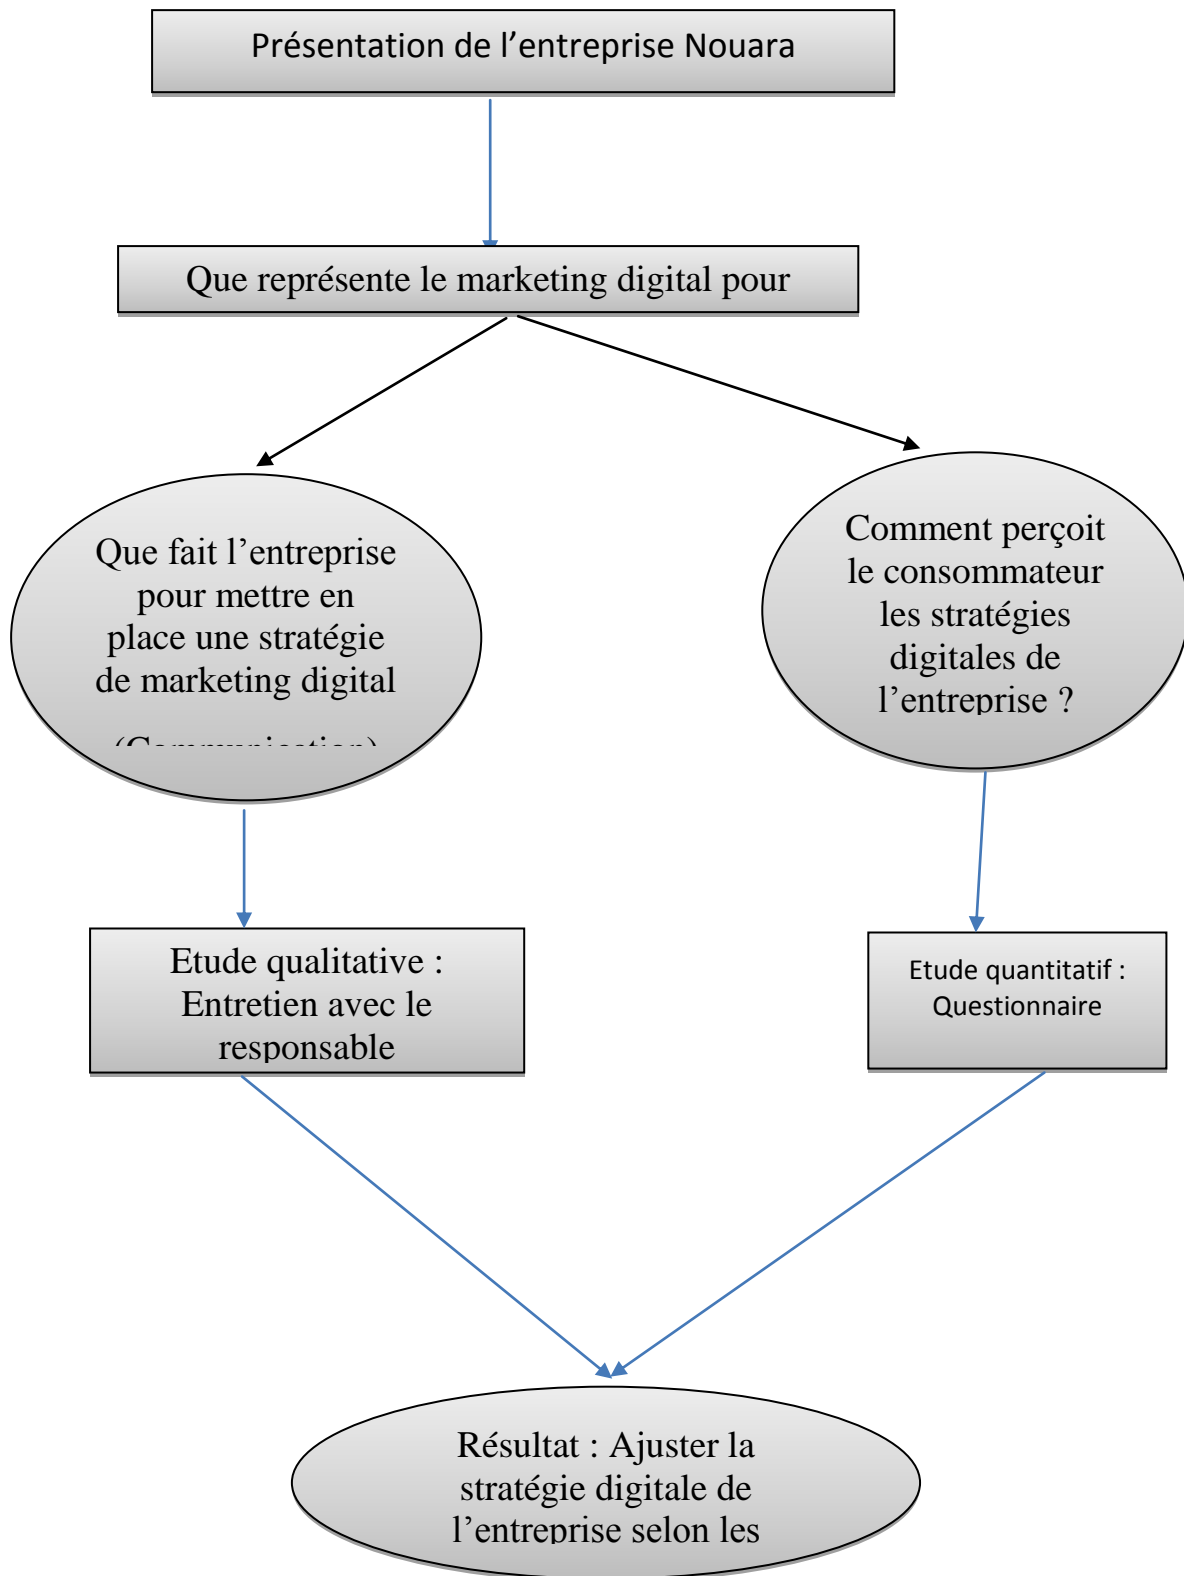 Présentation de l’entreprise Nouara
Que représente le marketing digital pour
Que fait l’entreprise
pour mettre en
place une stratégie
de marketing digital
(Communication)
Comment perçoit
le consommateur
les stratégies
digitales de
l’entreprise ?
Etude qualitative :
Entretien avec le
responsable
Etude quantitatif :
Questionnaire
Résultat : Ajuster la
stratégie digitale de
l’entreprise selon les